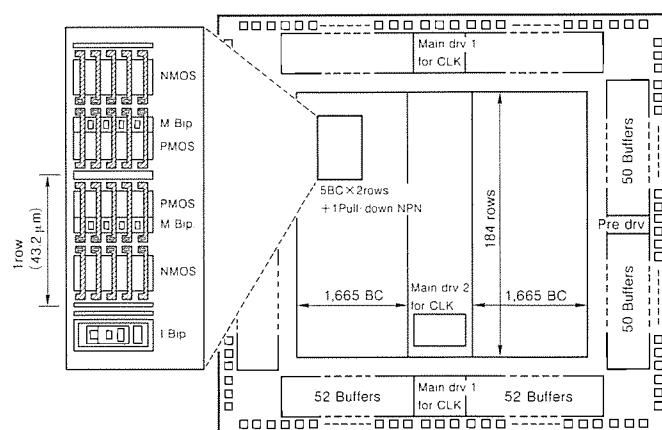 NMOS
M Bip
PMOS
PMOS
M Bip.
NMOS
I Bip
1row
(43.2 μm)
Main drv 1
for CLK
5BC×2rows
+1Pull-down NPN
184 rows
1,665 BC
Main drv 2
for CLK
1,665 BC
50 Buffers
Pre drv
50 Buffers
52 Buffers
Main drv 1
for CLK
52 Buffers